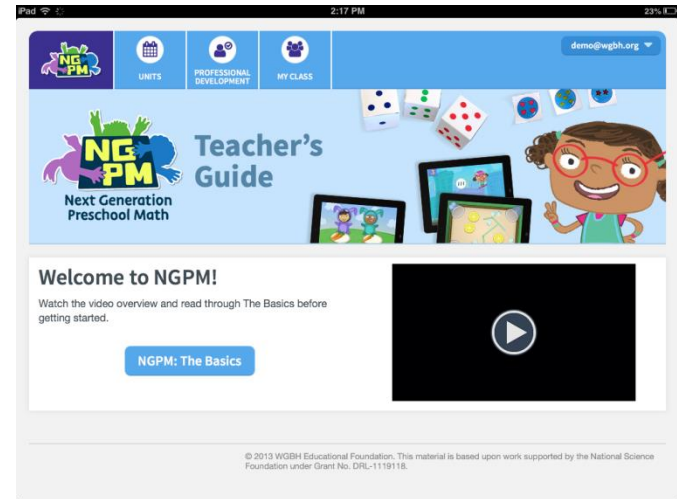 iPad 2:17 PM 23%
NG
PM
UNITS
PROFESSIONAL
DEVELOPMENT
MY CLASS
demo@wgbh.org
NG
PM
Next Generation
Preschool Math
Teacher's
Guide
Welcome to NGPM!
Watch the video overview and read through The Basics before
getting started.
NGPM: The Basics
© 2013 WGBH Educational Foundation. This material is based upon work supported by the National Science
Foundation under Grant No. DRL-1119118.